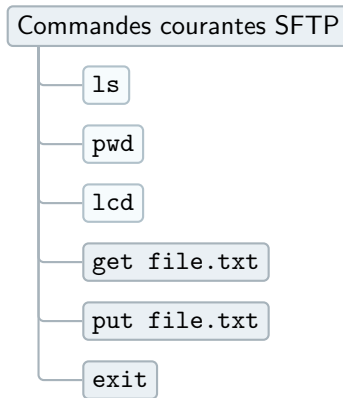 Commandes courantes SFTP
ls
pwd
lcd
get file.txt
put file.txt
exit